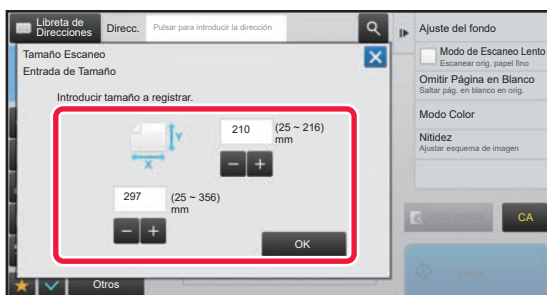 Libreta de
Direcciones
Direcc.
Pulsar para introducir la dirección
Tamaño Escaneo
Entrada de Tamaño
Introducir tamaño a registrar.
Y
X
210
(25 ~ 216)
mm
297
(25 ~ 356)
mm
OK
Otros
Ajuste del fondo
Modo de Escaneo Lento
Escanear orig. papel fino
Omitir Página en Blanco
Saltar pág. en blanco en orig.
Modo Color
Nitidez
Ajustar esquema de imagen
CA